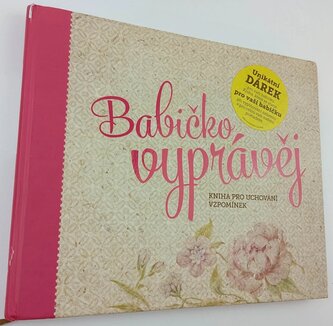 Babičko,
vyprávěj
KNIHA PRO UCHOVÁNÍ
VZPOMÍNEK
Unikátní
DÁREK
pro vaši babičku